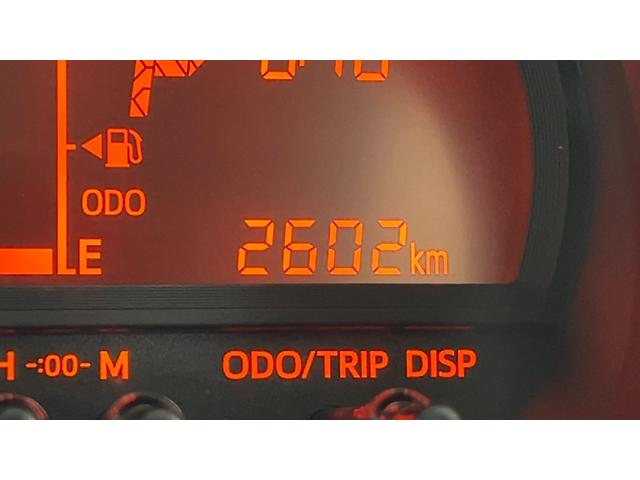 ODO
E 2602km
H -:00- M ODO/TRIP DISP